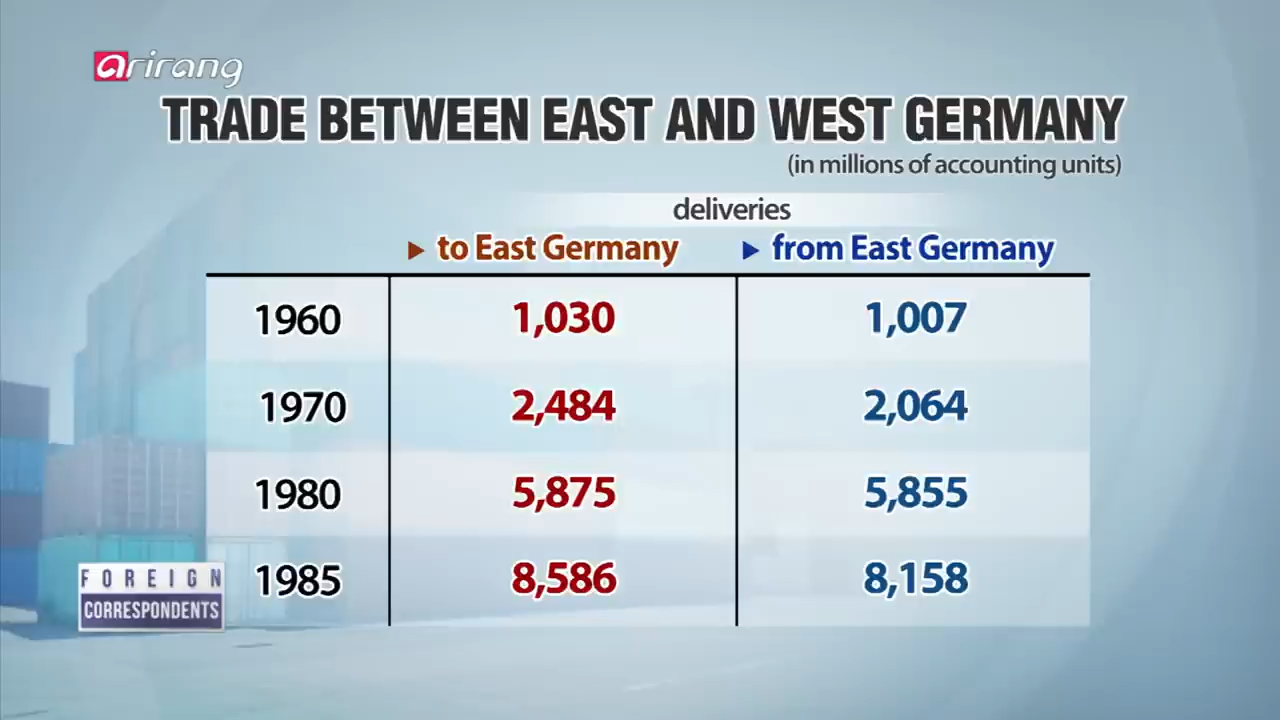 arirang
TRADE BETWEEN EAST AND WEST GERMANY
(in millions of accounting units)
deliveries
▶ to East Germany ▶ from East Germany
1960 1,030 1,007
1970 2,484 2,064
1980 5,875 5,855
1985 8,586 8,158
FOREIGN
CORRESPONDENTS